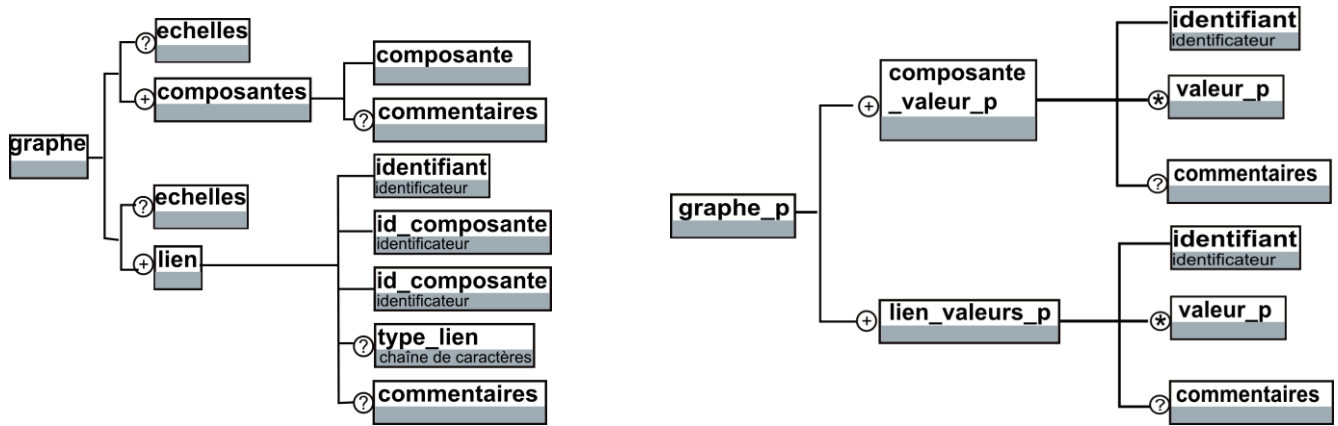 graphe
?
echelles
+
composantes
composante
?
commentaires
?
echelles
+
lien
identifiant
identificateur
id_composante
identificateur
id_composante
identificateur
?
type_lien
chaîne de caractères
?
commentaires
graphe_p
+
composante
_valeur_p
identifiant
identificateur
*
valeur_p
?
commentaires
+
lien_valeurs_p
identifiant
identificateur
*
valeur_p
?
commentaires